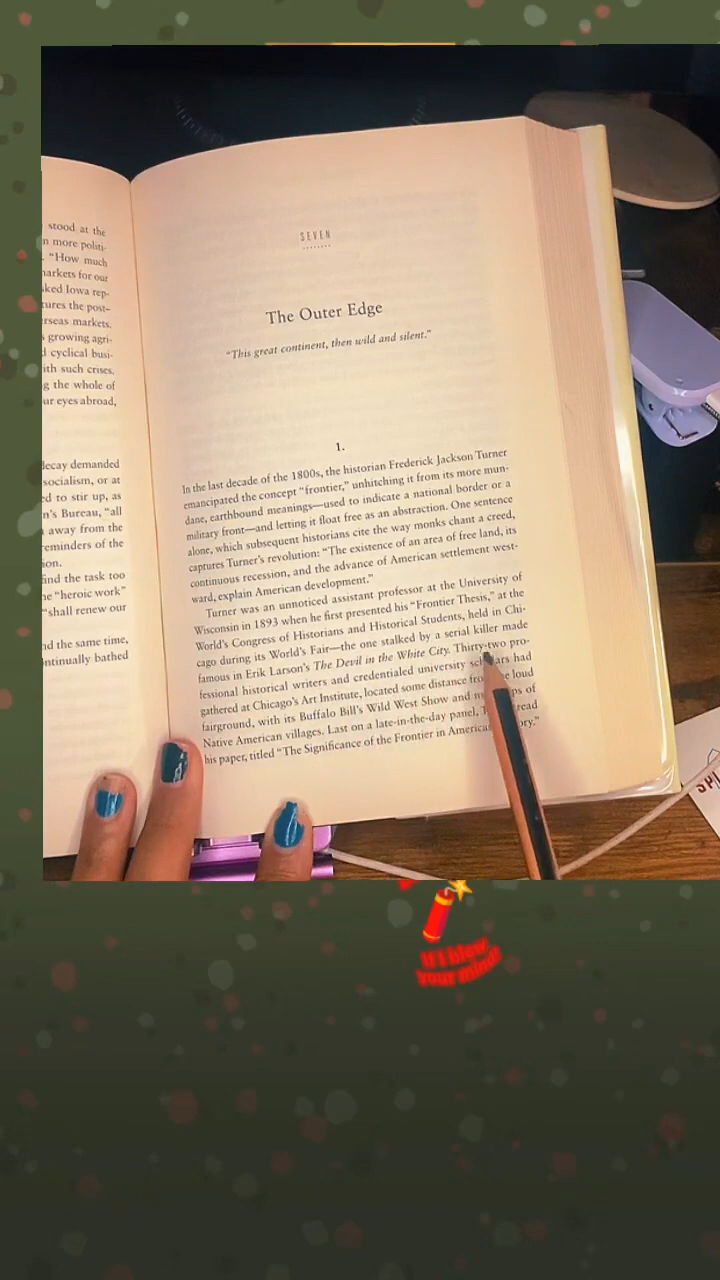 stood at the
n more politi-
. "How much
narkets for our
ked Iowa rep-
tures the post-
rseas markets.
growing agri-
d cyclical busi-
ith such crises,
g the whole of
ur eyes abroad,
decay demanded
socialism, or at
ed to stir up, as
n's Bureau, "all
away from the
reminders of the
ion.
find the task too
ne "heroic work"
"shall renew our
nd the same time,
ntinually bathed
SEVEN
The Outer Edge
"This great continent, then wild and silent."
1.
In the last decade of the 1800s, the historian Frederick Jackson Turner
emancipated the concept "frontier," unhitching it from its more mun-
dane, earthbound meanings—used to indicate a national border or a
military front—and letting it float free as an abstraction. One sentence
alone, which subsequent historians cite the way monks chant a creed,
captures Turner's revolution: "The existence of an area of free land, its
continuous recession, and the advance of American settlement west-
ward, explain American development."
Turner was an unnoticed assistant professor at the University of
Wisconsin in 1893 when he first presented his "Frontier Thesis," at the
World's Congress of Historians and Historical Students, held in Chi-
cago during its World's Fair—the one stalked by a serial killer made
famous in Erik Larson's The Devil in the White City. Thirty-two pro-
fessional historical writers and credentialed university sch ars had
gathered at Chicago's Art Institute, located some distance fro e loud
fairground, with its Buffalo Bill's Wild West Show and ps of
Native American villages. Last on a late-in-the-day panel, read
his paper, titled "The Significance of the Frontier in American ory."
If I blew
your mind!